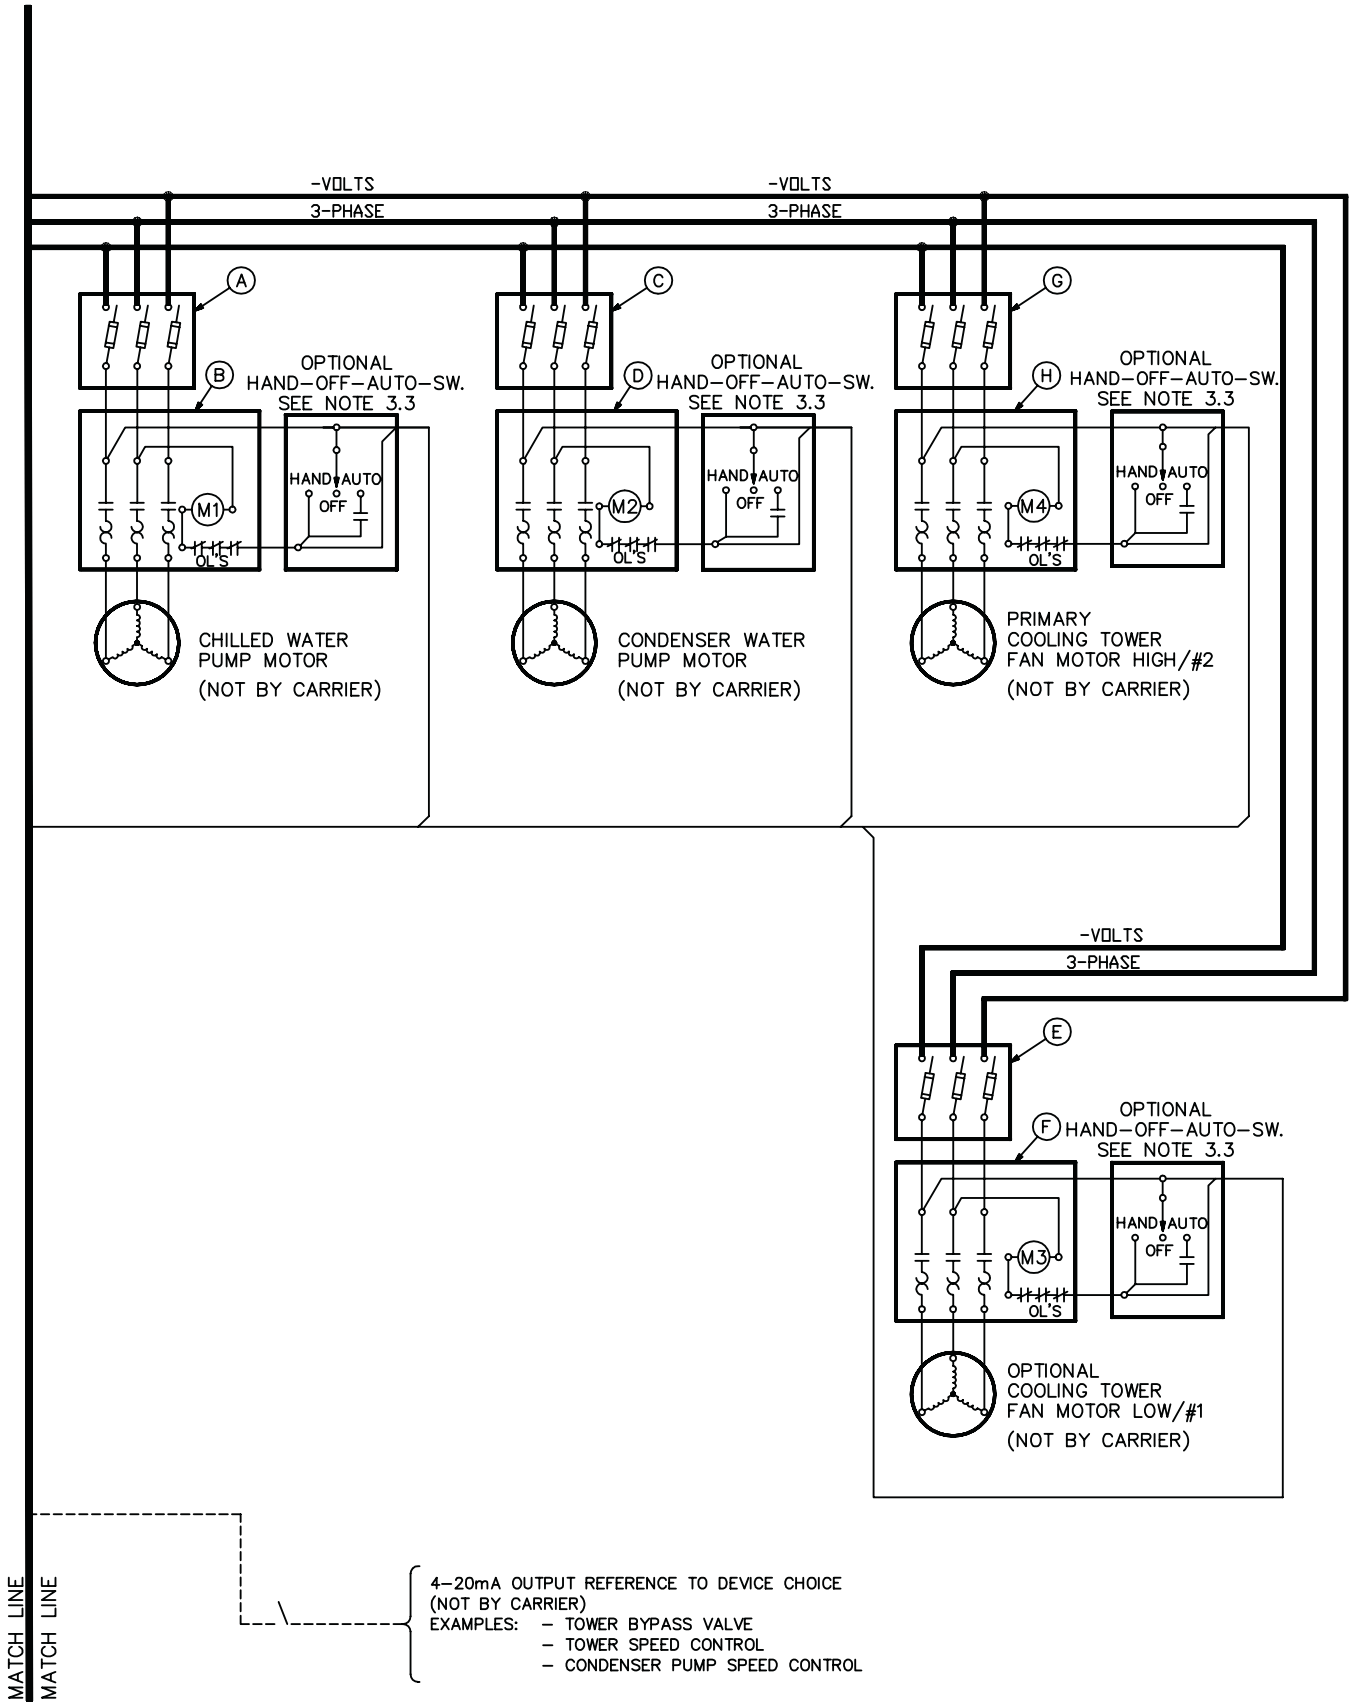 -VOLTS
3-PHASE
-VOLTS
3-PHASE
A
C
G
B
OPTIONAL
HAND-OFF-AUTO-SW.
SEE NOTE 3.3
D
OPTIONAL
HAND-OFF-AUTO-SW.
SEE NOTE 3.3
H
OPTIONAL
HAND-OFF-AUTO-SW.
SEE NOTE 3.3
M1
OL'S
HAND AUTO
OFF
M2
OL'S
HAND AUTO
OFF
M4
OL'S
HAND AUTO
OFF
CHILLED WATER
PUMP MOTOR
(NOT BY CARRIER)
CONDENSER WATER
PUMP MOTOR
(NOT BY CARRIER)
PRIMARY
COOLING TOWER
FAN MOTOR HIGH/#2
(NOT BY CARRIER)
-VOLTS
3-PHASE
E
F
OPTIONAL
HAND-OFF-AUTO-SW.
SEE NOTE 3.3
M3
OL'S
HAND AUTO
OFF
OPTIONAL
COOLING TOWER
FAN MOTOR LOW/#1
(NOT BY CARRIER)
MATCH LINE
MATCH LINE
4-20mA OUTPUT REFERENCE TO DEVICE CHOICE
(NOT BY CARRIER)
EXAMPLES: - TOWER BYPASS VALVE
- TOWER SPEED CONTROL
- CONDENSER PUMP SPEED CONTROL